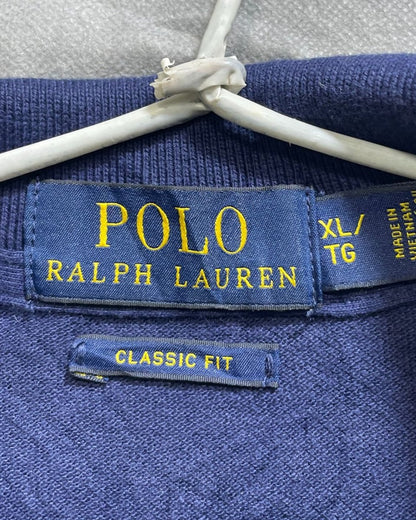 POLO
RALPH LAUREN
XL/
TG
MADE IN
VIETNAM
CLASSIC FIT